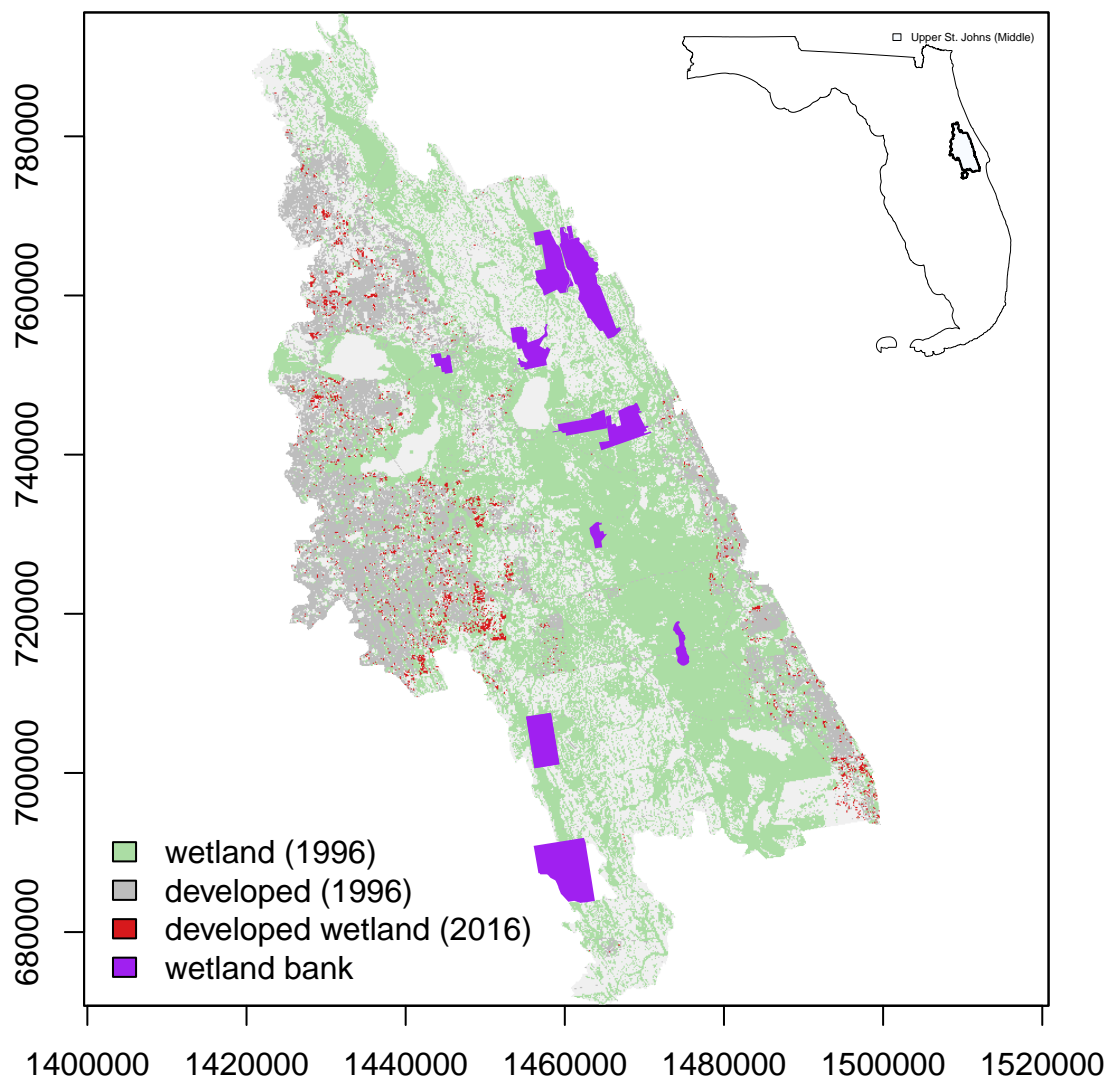 Upper St. Johns (Middle)
780000
760000
740000
720000
700000
680000
wetland (1996)
developed (1996)
developed wetland (2016)
wetland bank
1400000 1420000 1440000 1460000 1480000 1500000 1520000